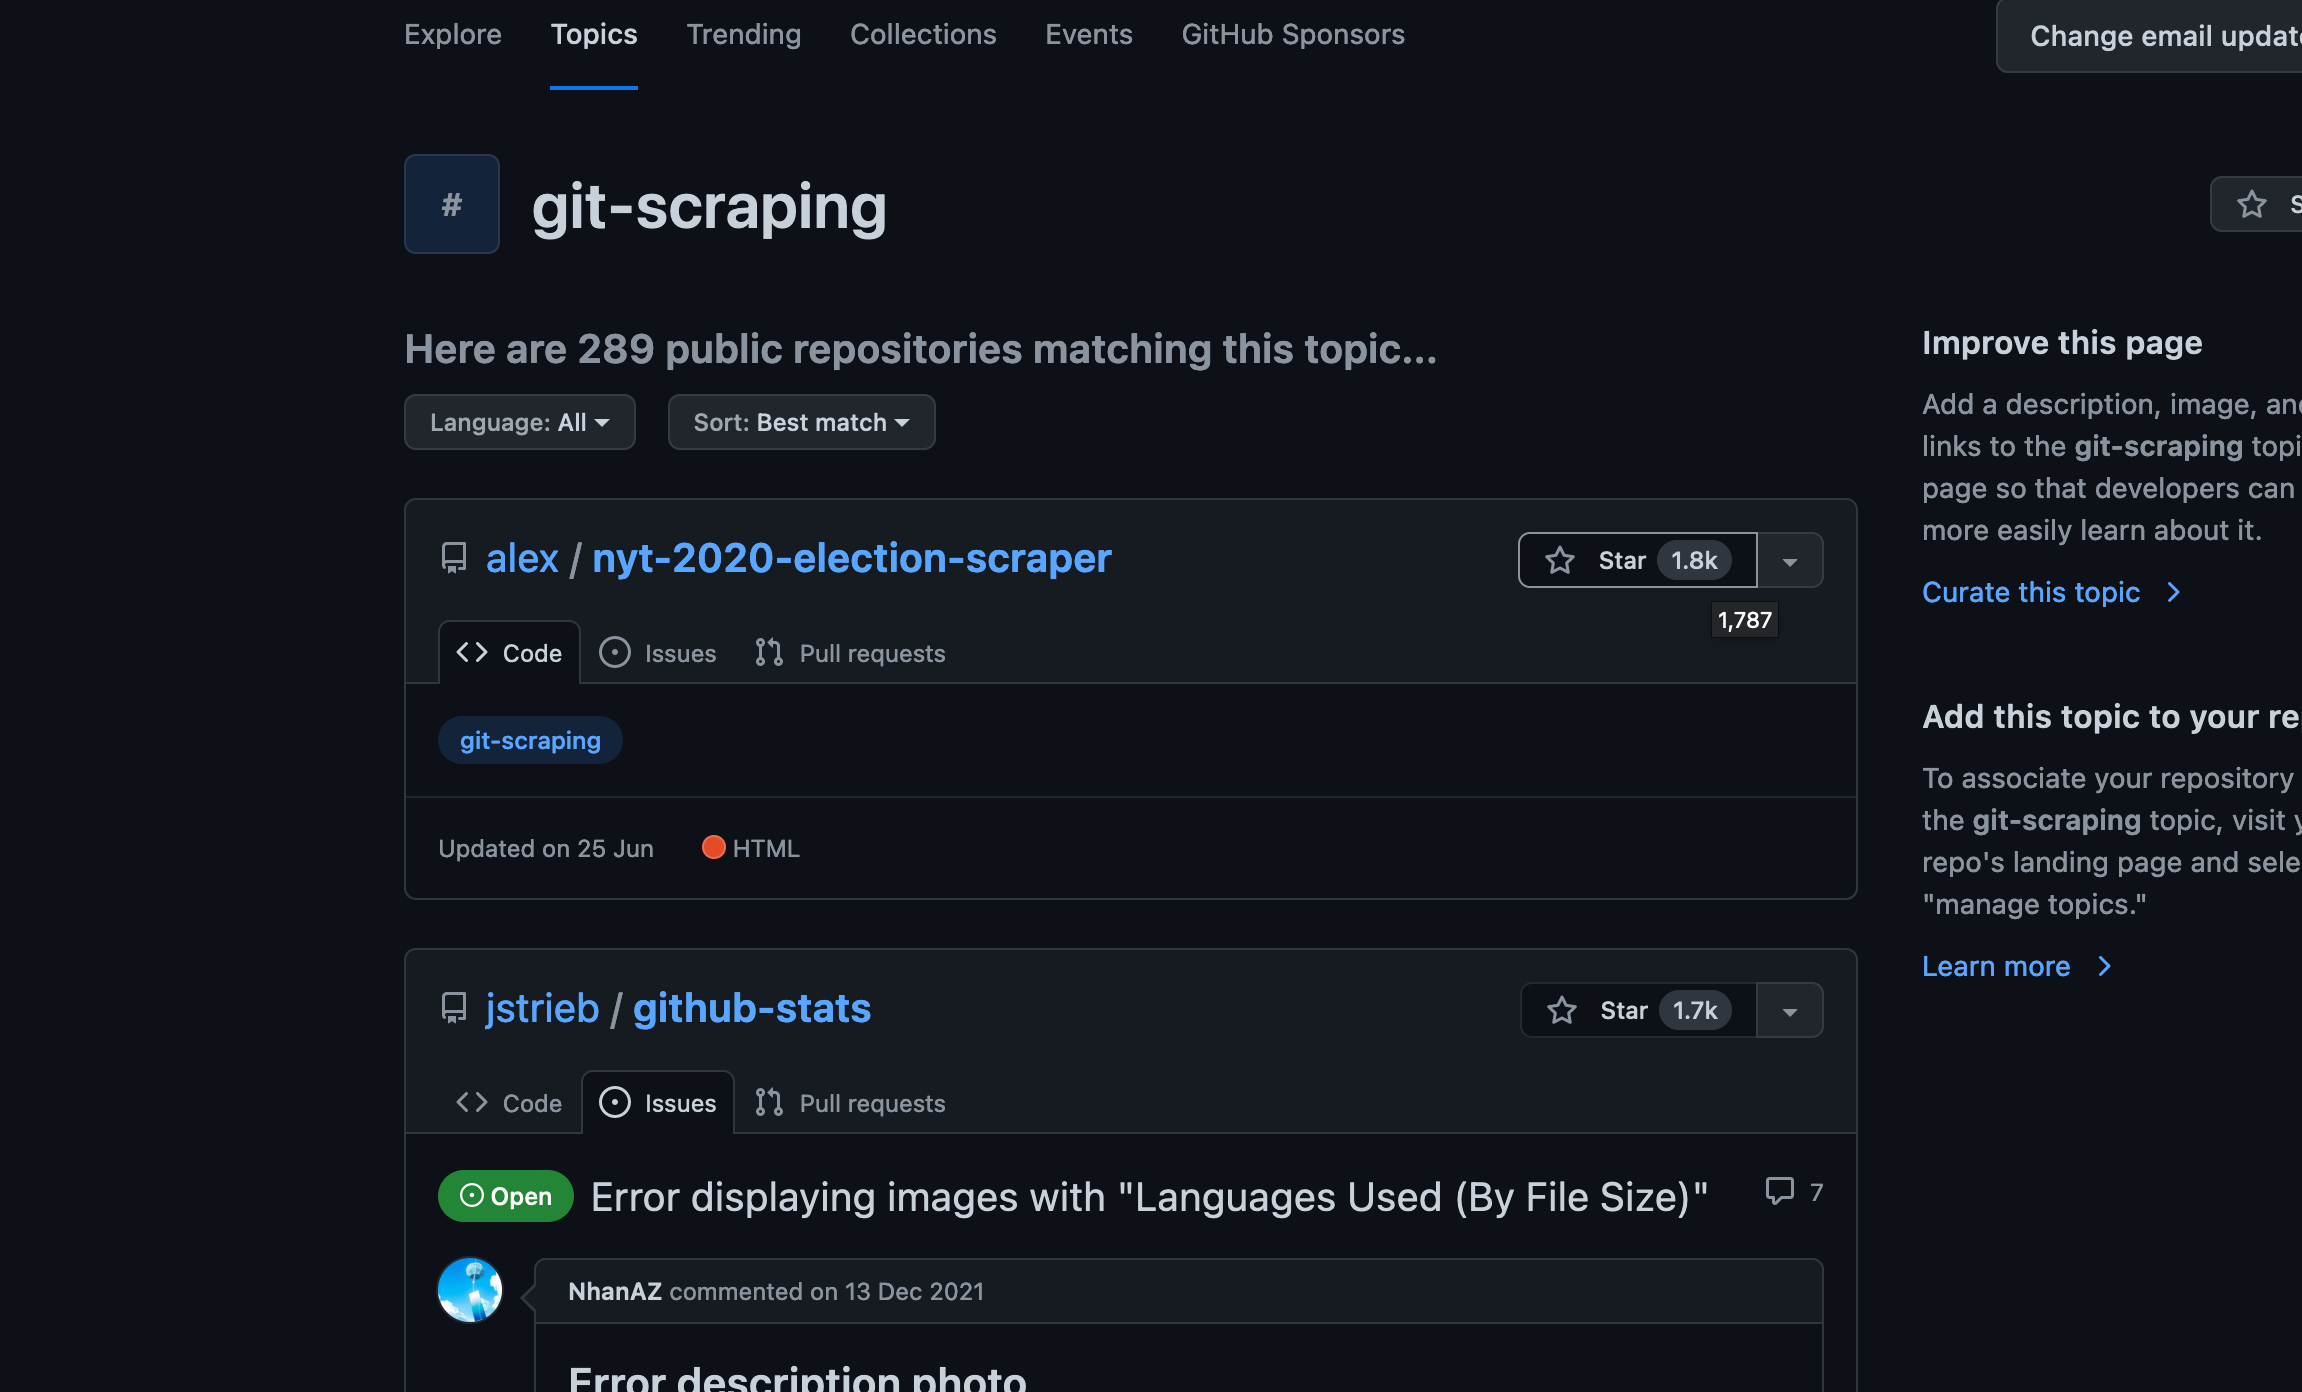 Explore Topics Trending Collections Events GitHub Sponsors
Change email update
# git-scraping
S
Here are 289 public repositories matching this topic...
Language: All
Sort: Best match
alex / nyt-2020-election-scraper
Star 1.8k
1,787
Code Issues Pull requests
git-scraping
Updated on 25 Jun HTML
jstrieb / github-stats
Star 1.7k
Code Issues Pull requests
Open Error displaying images with "Languages Used (By File Size)" 7
NhanAZ commented on 13 Dec 2021
Error description photo
Improve this page
Add a description, image, and
links to the git-scraping topi
page so that developers can
more easily learn about it.
Curate this topic
Add this topic to your re
To associate your repository
the git-scraping topic, visit y
repo's landing page and sele
"manage topics."
Learn more